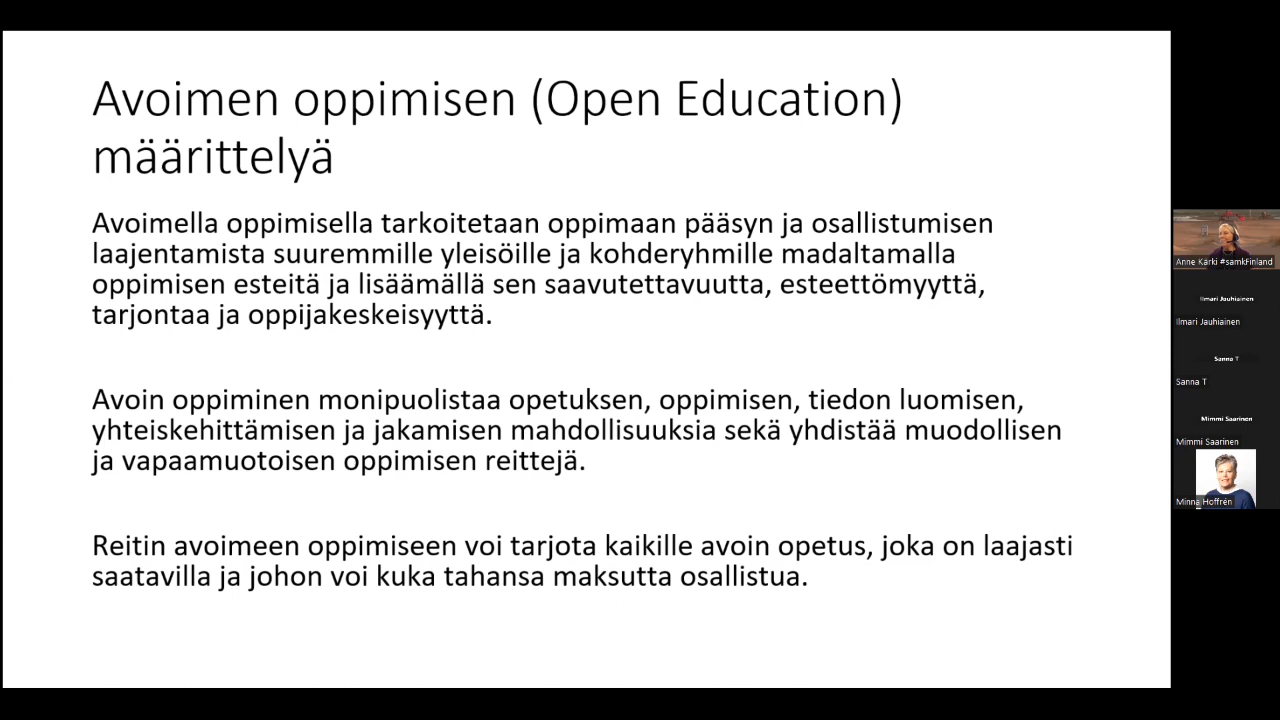 Avoimen oppimisen (Open Education)
määrittelyä
Avoimella oppimisella tarkoitetaan oppimaan pääsyn ja osallistumisen
laajentamista suuremmille yleisöille ja kohderyhmille madaltamalla
oppimisen esteitä ja lisäämällä sen saavutettavuutta, esteettömyyttä,
tarjontaa ja oppijakeskeisyyttä.
Avoin oppiminen monipuolistaa opetuksen, oppimisen, tiedon luomisen,
yhteiskehittämisen ja jakamisen mahdollisuuksia sekä yhdistää muodollisen
ja vapaamuotoisen oppimisen reittejä.
Reitin avoimeen oppimiseen voi tarjota kaikille avoin opetus, joka on laajasti
saatavilla ja johon voi kuka tahansa maksutta osallistua.
Anne Kärki #samkFinland
Ilmari Jauhiainen
Ilmari Jauhiainen
Sanna T
Sanna T
Mimmi Saarinen
Mimmi Saarinen
Minna Hoffrén